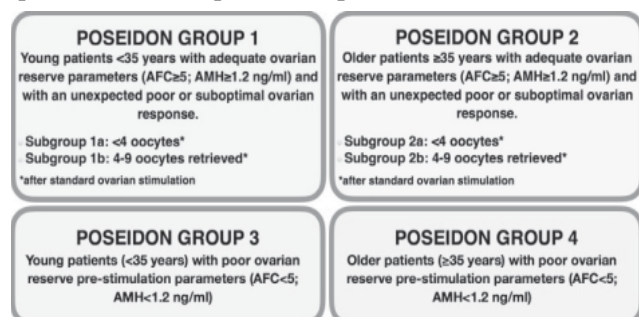 POSEIDON GROUP 1
Young patients <35 years with adequate ovarian
reserve parameters (AFC≥5; AMH≥1.2 ng/ml) and
with an unexpected poor or suboptimal ovarian
response.
Subgroup 1a: <4 oocytes*
Subgroup 1b: 4-9 oocytes retrieved*
*after standard ovarian stimulation
POSEIDON GROUP 2
Older patients ≥35 years with adequate ovarian
reserve parameters (AFC≥5; AMH≥1.2 ng/ml) and
with an unexpected poor or suboptimal ovarian
response.
Subgroup 2a: <4 oocytes*
Subgroup 2b: 4-9 oocytes retrieved*
*after standard ovarian stimulation
POSEIDON GROUP 3
Young patients (<35 years) with poor ovarian
reserve pre-stimulation parameters (AFC<5;
AMH<1.2 ng/ml)
POSEIDON GROUP 4
Older patients (≥35 years) with poor ovarian
reserve pre-stimulation parameters (AFC<5;
AMH<1.2 ng/ml)